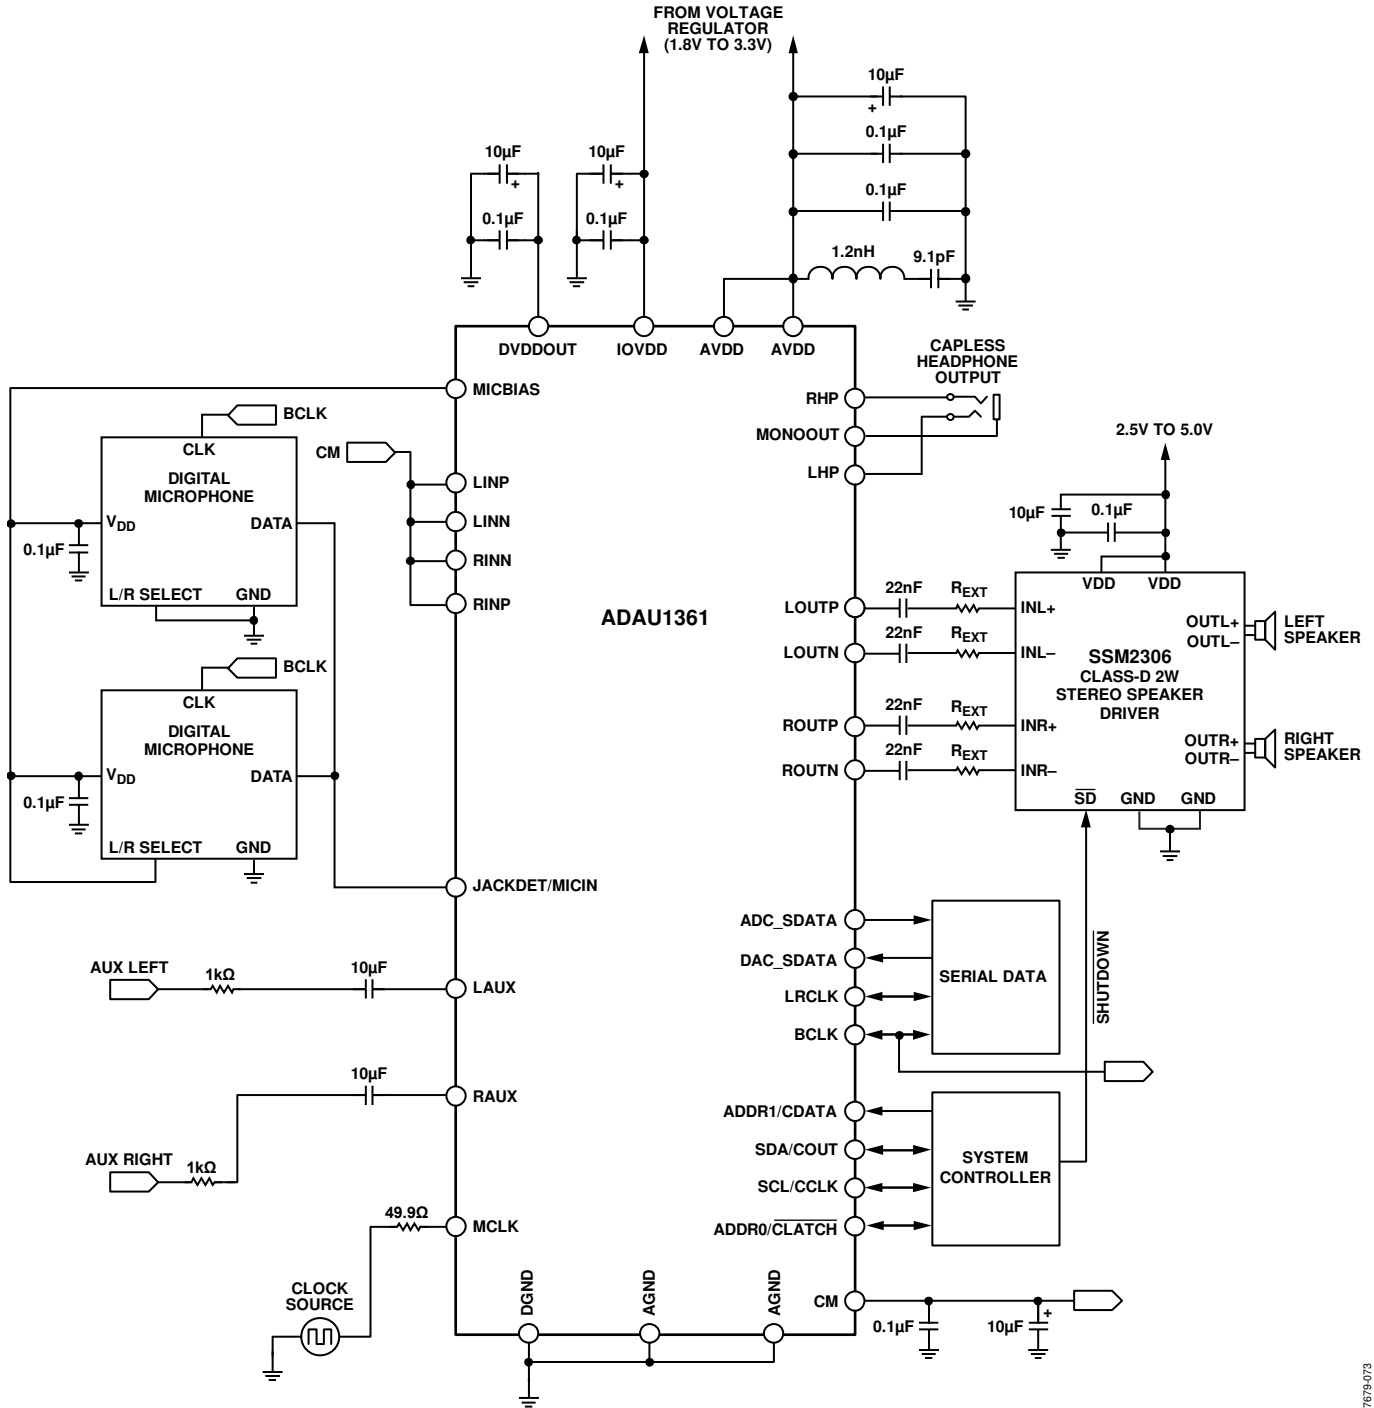 FROM VOLTAGE
REGULATOR
(1.8V TO 3.3V)
10µF
0.1µF
0.1µF
1.2nH
9.1pF
10µF
0.1µF
10µF
0.1µF
DVDDOUT
IOVDD
AVDD
AVDD
MICBIAS
BCLK
CLK
DIGITAL
MICROPHONE
VDD
DATA
0.1µF
L/R SELECT
GND
BCLK
CLK
DIGITAL
MICROPHONE
VDD
DATA
0.1µF
L/R SELECT
GND
CM
LINP
LINN
RINN
RINP
ADAU1361
JACKDET/MICIN
AUX LEFT
1kΩ
10µF
LAUX
10µF
RAUX
AUX RIGHT
1kΩ
49.9Ω
MCLK
CLOCK
SOURCE
DGND
AGND
AGND
CAPLESS
HEADPHONE
OUTPUT
RHP
MONOOUT
LHP
2.5V TO 5.0V
10µF
0.1µF
VDD
VDD
LOUTP
22nF
REXT
INL+
LOUTN
22nF
REXT
INL–
ROUTP
22nF
REXT
INR+
ROUTN
22nF
REXT
INR–
SSM2306
CLASS-D 2W
STEREO SPEAKER
DRIVER
OUTL+
OUTL–
LEFT
SPEAKER
OUTR+
OUTR–
RIGHT
SPEAKER
SD
GND
GND
ADC_SDATA
DAC_SDATA
LRCLK
BCLK
SERIAL DATA
SHUTDOWN
ADDR1/CDATA
SDA/COUT
SCL/CCLK
ADDR0/CLATCH
SYSTEM
CONTROLLER
CM
0.1µF
10µF
7679-073